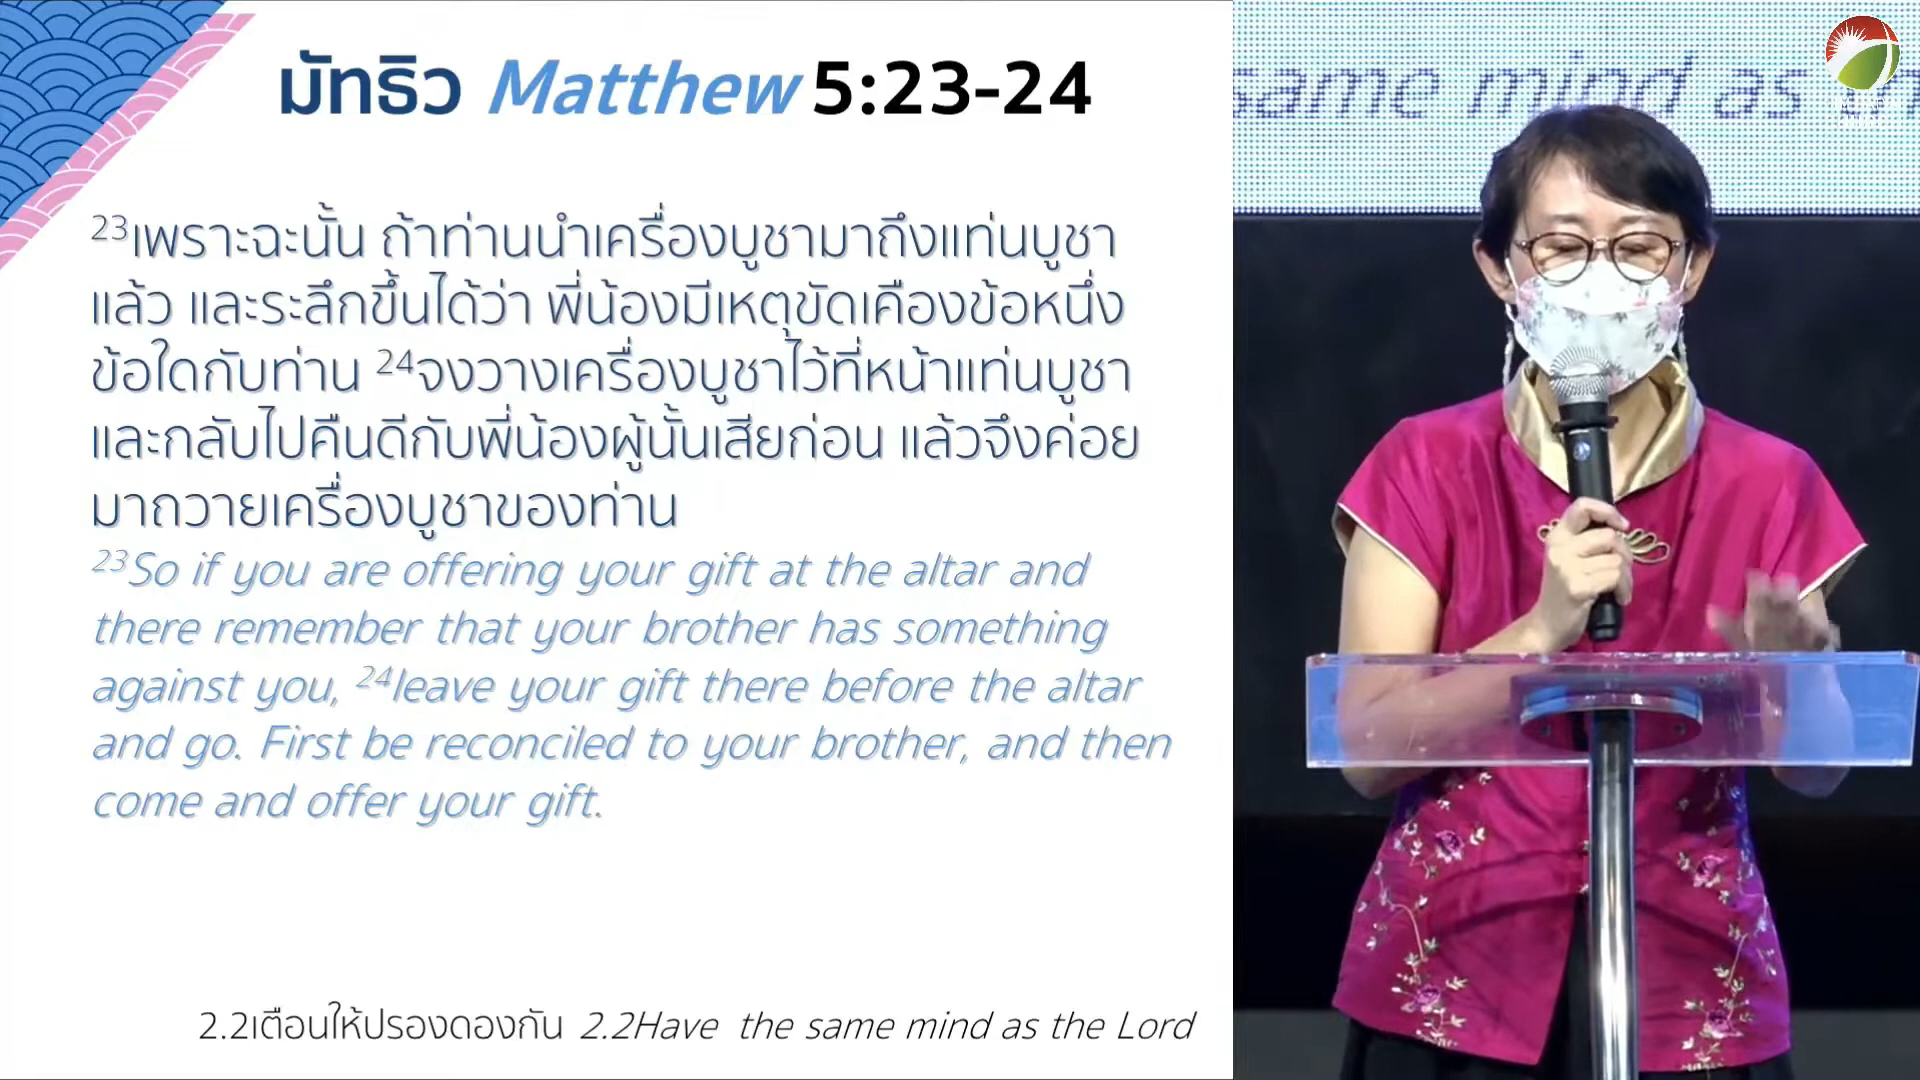 มัทธิว Matthew 5:23-24
same mind as
23เพราะฉะนั้น ถ้าท่านนำเครื่องบูชามาถึงแท่นบูชา
แล้ว และระลึกขึ้นได้ว่า พี่น้องมีเหตุขัดเคืองข้อหนึ่ง
ข้อใดกับท่าน 24จงวางเครื่องบูชาไว้ที่หน้าแท่นบูชา
และกลับไปคืนดีกับพี่น้องผู้นั้นเสียก่อน แล้วจึงค่อย
มาถวายเครื่องบูชาของท่าน
23So if you are offering your gift at the altar and
there remember that your brother has something
against you, 24leave your gift there before the altar
and go. First be reconciled to your brother, and then
come and offer your gift.
2.2เตือนให้ปรองดองกัน 2.2Have the same mind as the Lord